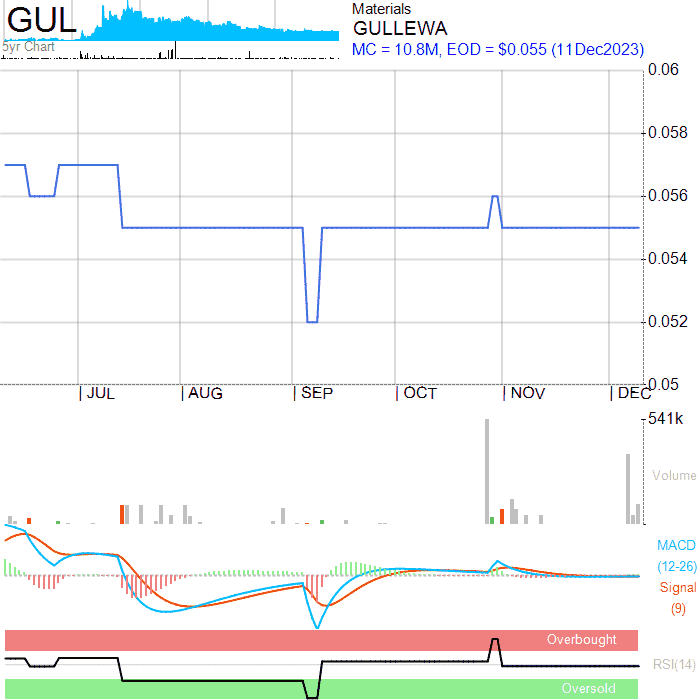 GUL
5yr Chart
Materials
GULLEWA
MC = 10.8M, EOD = $0.055 (11Dec2023)
0.06
0.058
0.056
0.055
0.054
0.052
0.05
JUL AUG SEP OCT NOV DEC
541k
Volume
MACD
(12-26)
Signal
(9)
Overbought
RSI(14)
Oversold